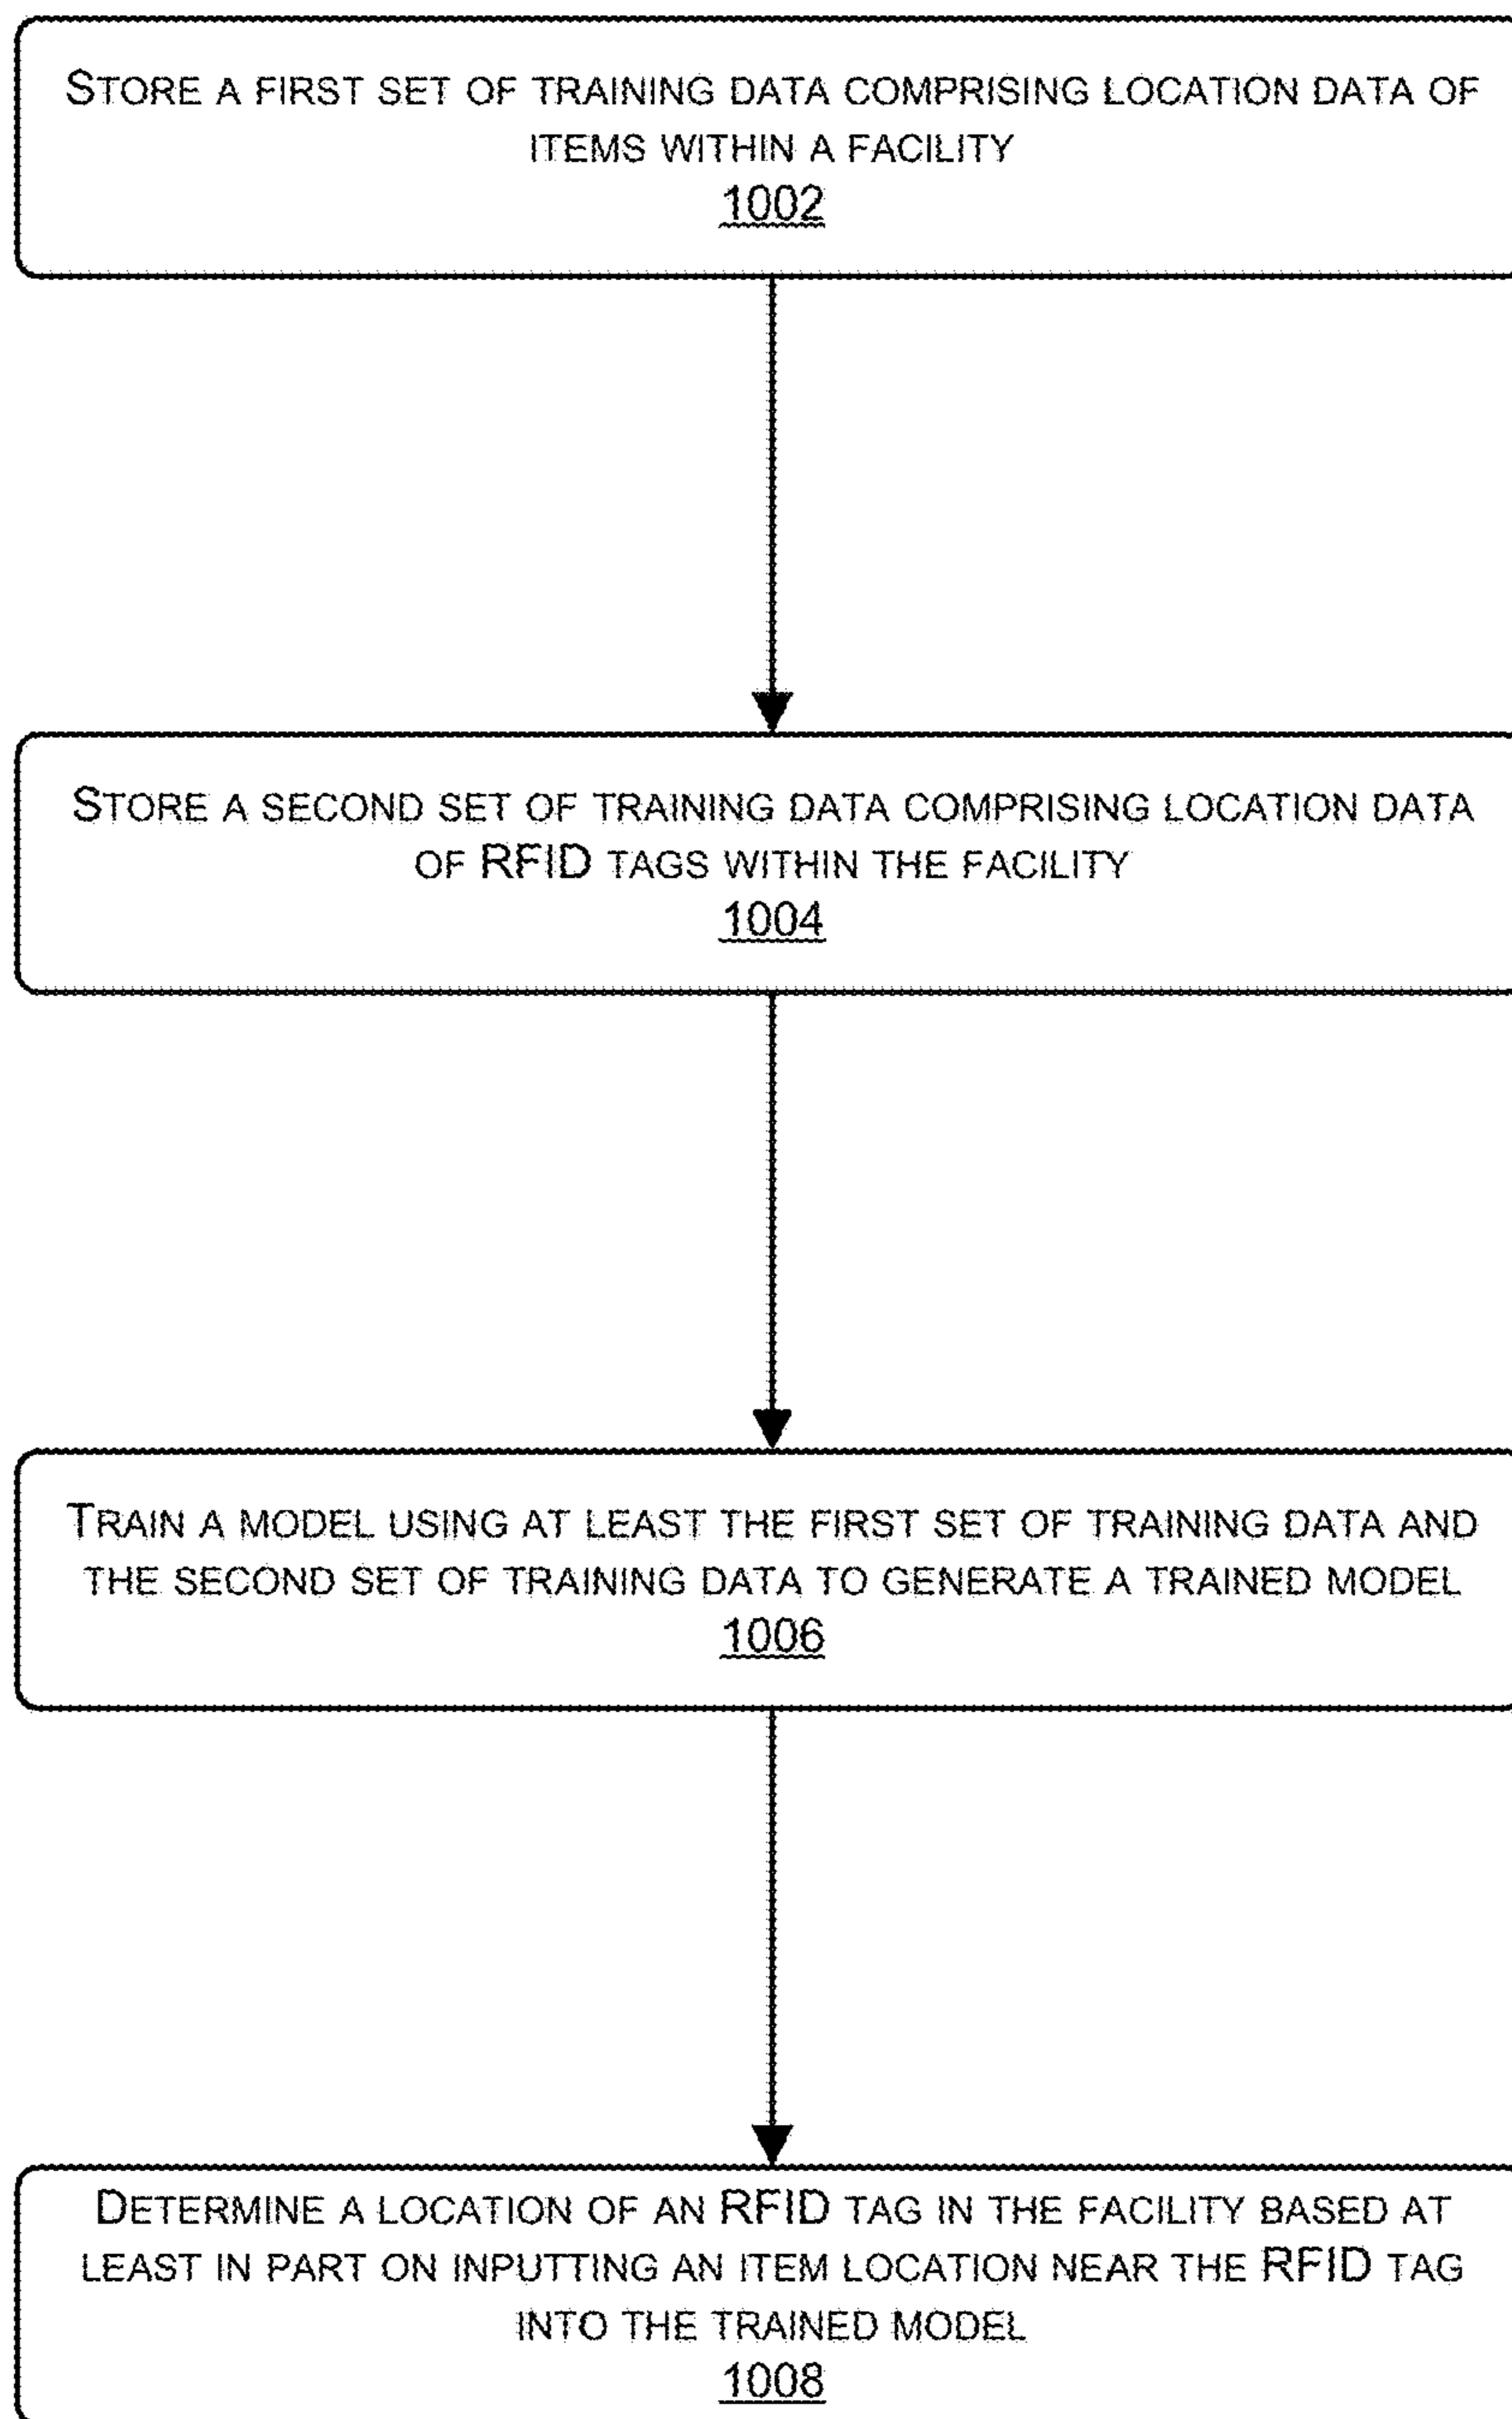 STORE A FIRST SET OF TRAINING DATA COMPRISING LOCATION DATA OF
ITEMS WITHIN A FACILITY
1002
STORE A SECOND SET OF TRAINING DATA COMPRISING LOCATION DATA
OF RFID TAGS WITHIN THE FACILITY
1004
TRAIN A MODEL USING AT LEAST THE FIRST SET OF TRAINING DATA AND
THE SECOND SET OF TRAINING DATA TO GENERATE A TRAINED MODEL
1006
DETERMINE A LOCATION OF AN RFID TAG IN THE FACILITY BASED AT
LEAST IN PART ON INPUTTING AN ITEM LOCATION NEAR THE RFID TAG
INTO THE TRAINED MODEL
1008